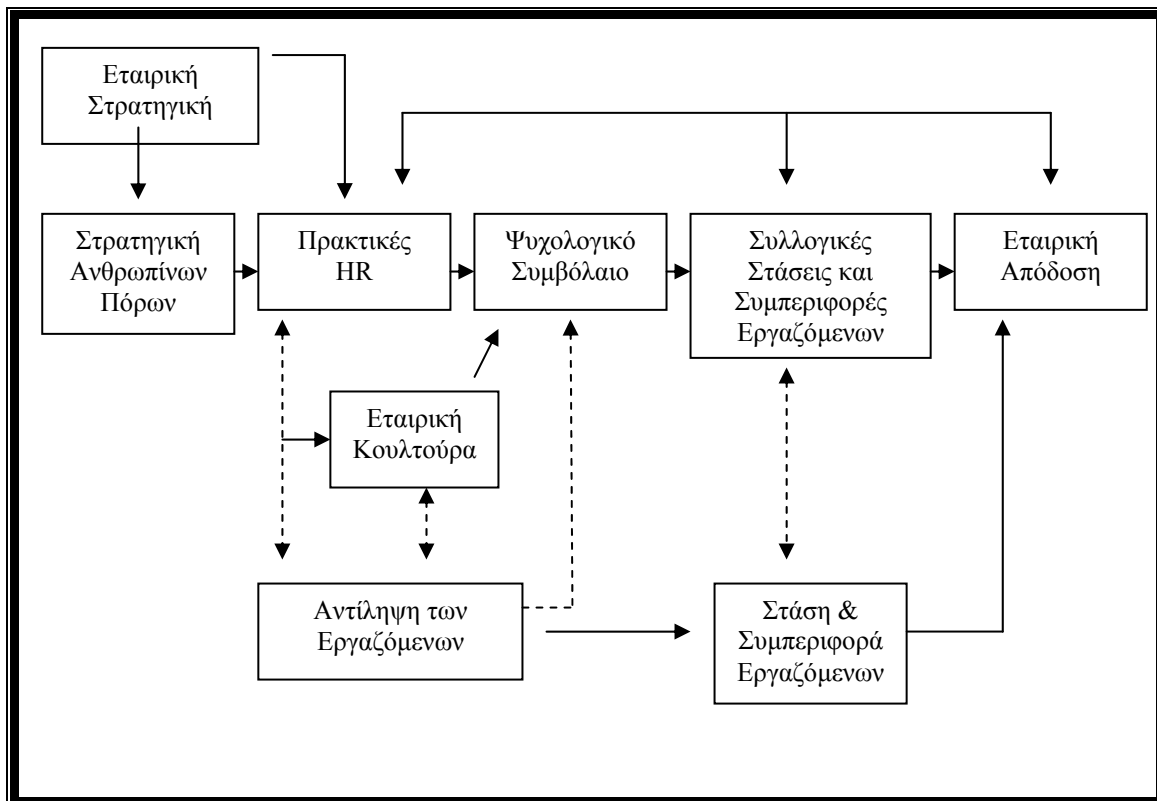 Εταιρική
Στρατηγική
Στρατηγική
Ανθρωπίνων
Πόρων
Πρακτικές
HR
Ψυχολογικό
Συμβόλαιο
Συλλογικές
Στάσεις και
Συμπεριφορές
Εργαζόμενων
Εταιρική
Απόδοση
Εταιρική
Κουλτούρα
Αντίληψη των
Εργαζόμενων
Στάση &
Συμπεριφορά
Εργαζόμενων